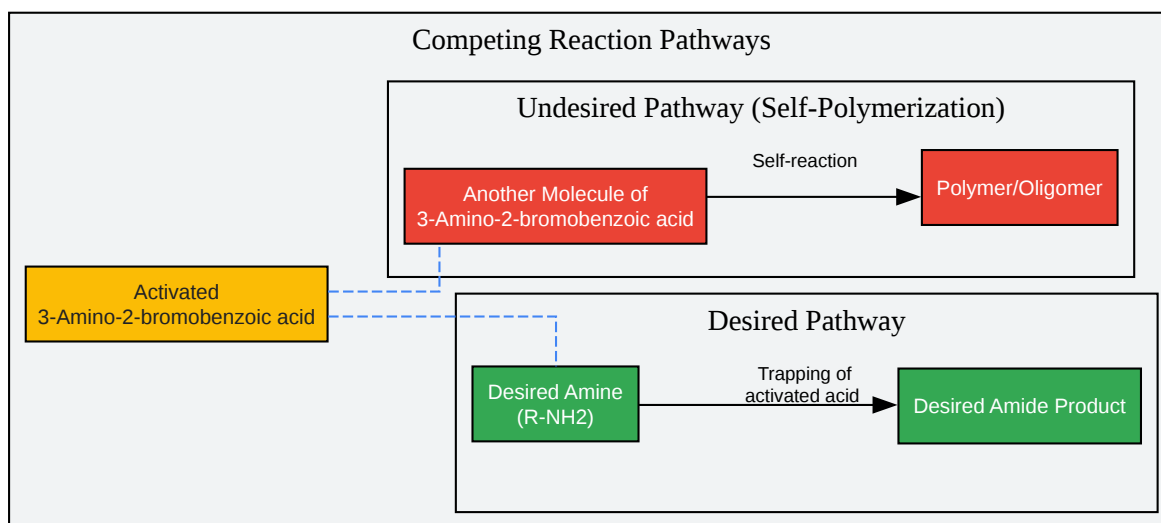 Competing Reaction Pathways
Undesired Pathway (Self-Polymerization)
Another Molecule of
3-Amino-2-bromobenzoic acid
Self-reaction
Polymer/Oligomer
Activated
3-Amino-2-bromobenzoic acid
Desired Pathway
Desired Amine
(R-NH2)
Trapping of
activated acid
Desired Amide Product